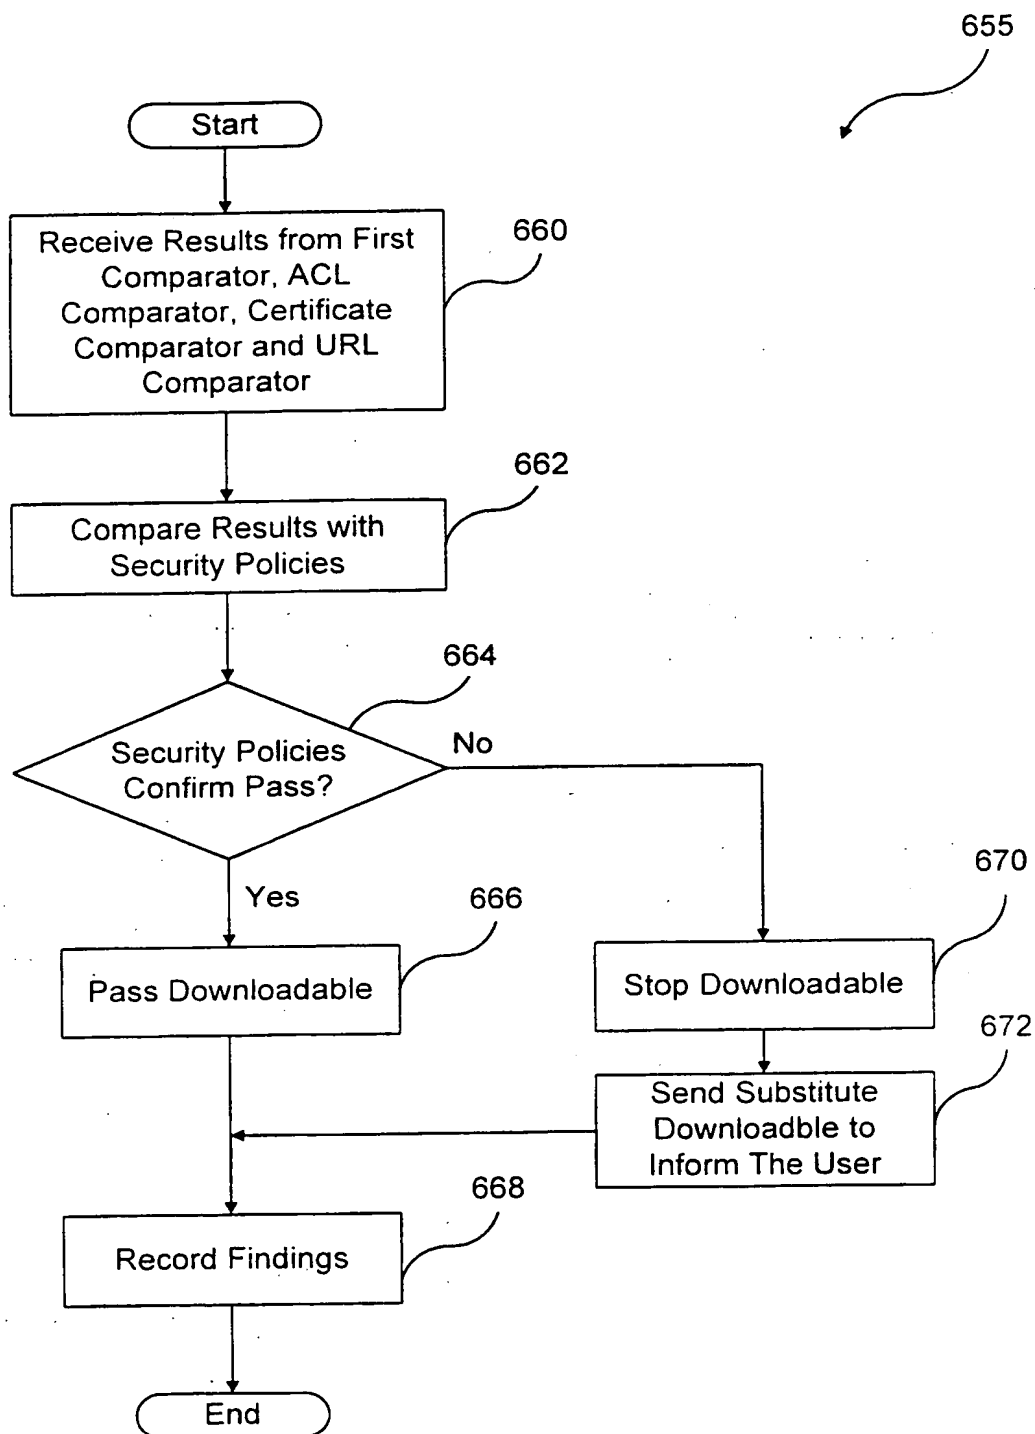 655
Start
Receive Results from First
Comparator, ACL
Comparator, Certificate
Comparator and URL
Comparator
660
662
Compare Results with
Security Policies
664
Security Policies
Confirm Pass?
No
Yes
666
670
Pass Downloadable
Stop Downloadable
672
Send Substitute
Downloadble to
Inform The User
668
Record Findings
End